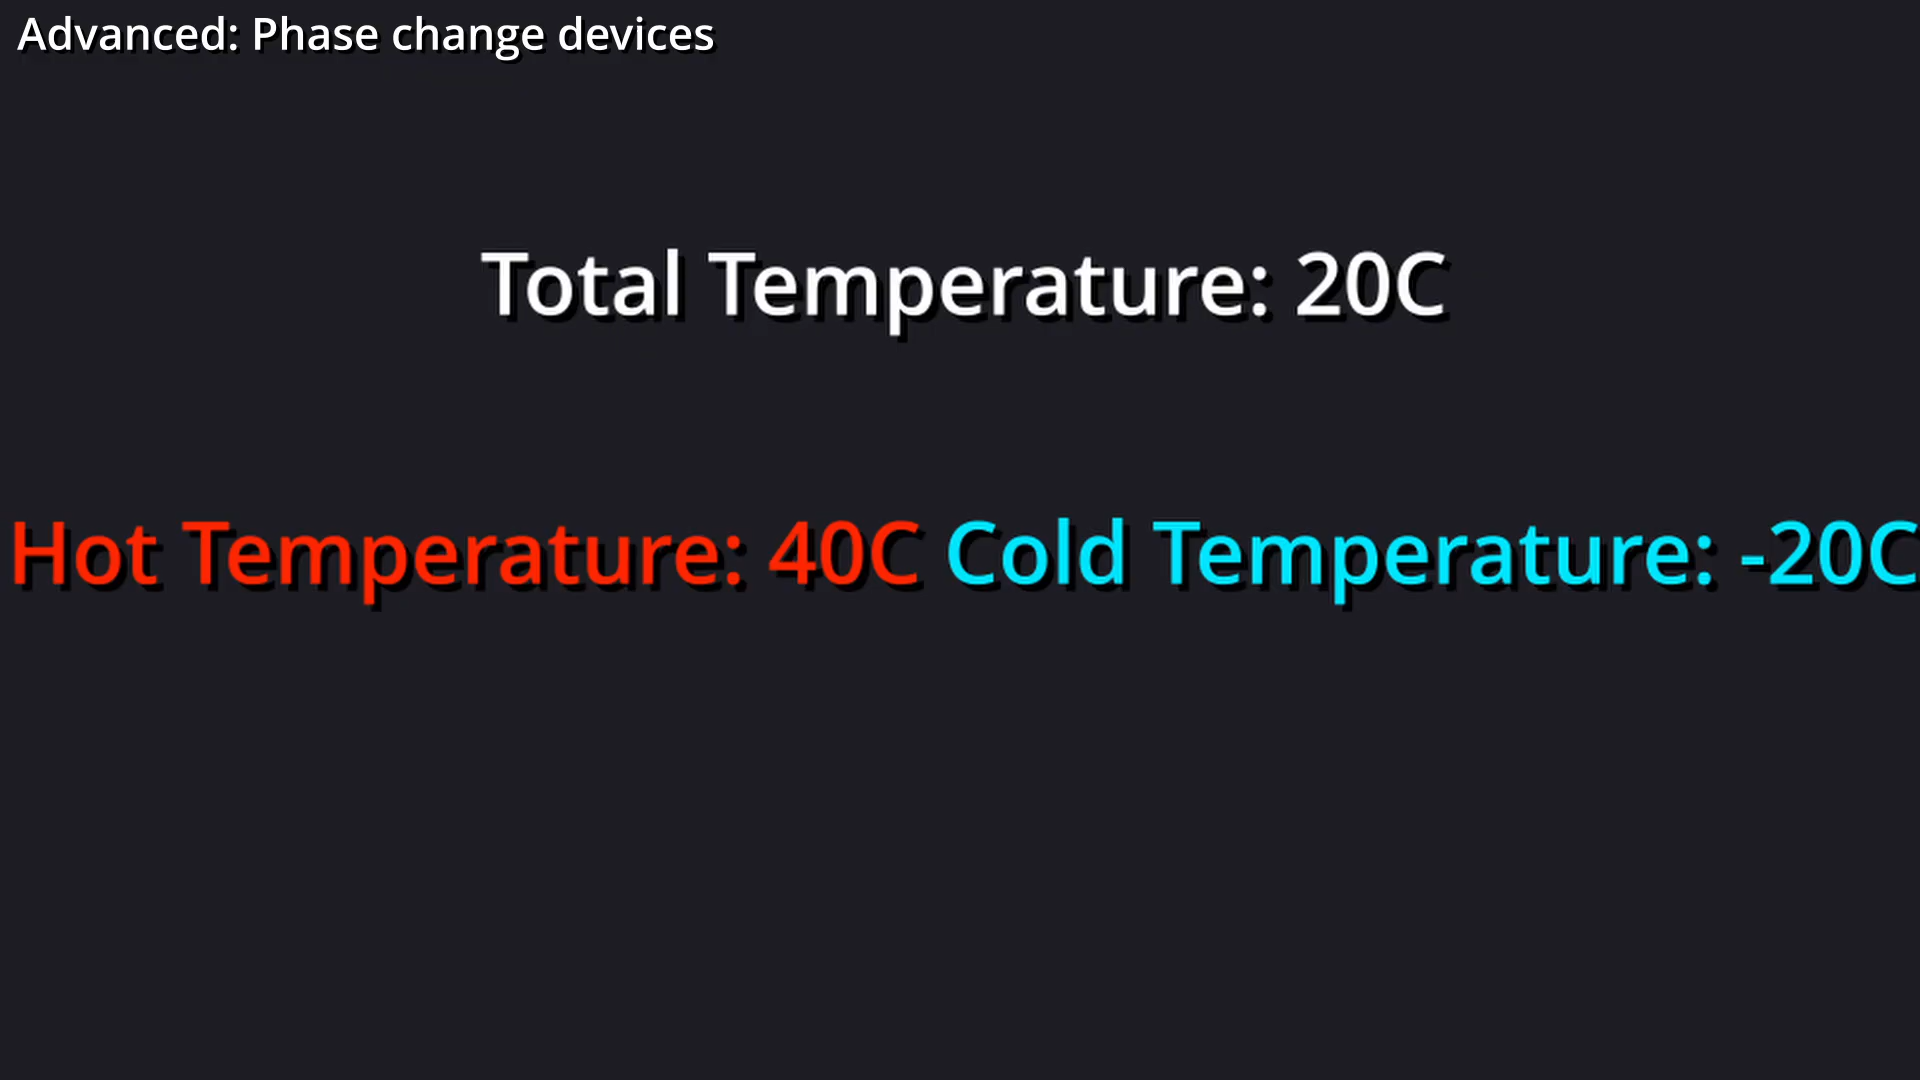 Advanced: Phase change devices
Total Temperature: 20C
Hot Temperature: 40C Cold Temperature: -20C